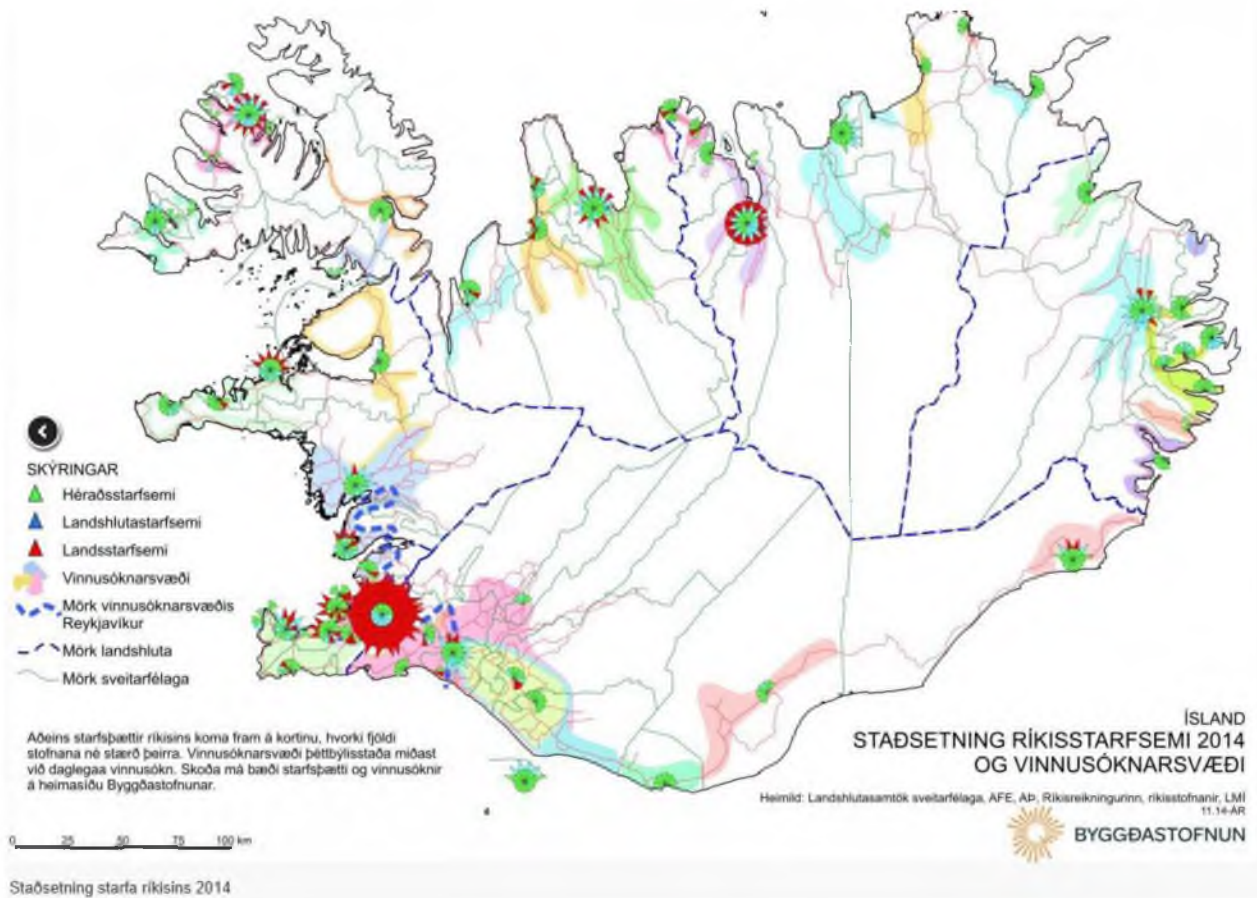 SKÝRINGAR
Héraðsstarfsemi
Landshlutastarfsemi
Landsstarfsemi
Vinnusóknarsvæði
Mörk vinnusóknarsvæðis
Reykjavíkur
Mörk landshluta
Mörk sveitarfélaga
Aðeins starfsþættir ríkisins koma fram á kortinu, hvorki fjöldi
stofnana né stærð þeirra. Vinnusóknarsvæði þéttbýlisstaða miðast
við daglegaa vinnusókn. Skoða má bæði starfsþætti og vinnusóknir
á heimasíðu Byggðastofnunar.
0 25 50 75 100 km
ÍSLAND
STAÐSETNING RÍKISSTARFSEMI 2014
OG VINNUSÓKNARSVÆÐI
Heimild: Landshlutasamtök sveitarfélaga, AFE, AÞ, Ríkisreikningurinn, ríkisstofnanir, LMÍ
11.14-ÁR
BYGGÐASTOFNUN
Staðsetning starfa ríkisins 2014